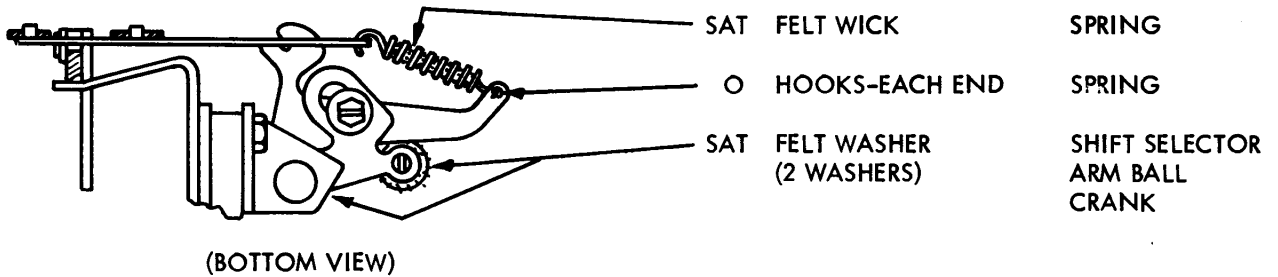 SAT FELT WICK SPRING
O HOOKS-EACH END SPRING
SAT FELT WASHER SHIFT SELECTOR
(2 WASHERS) ARM BALL
CRANK
(BOTTOM VIEW)